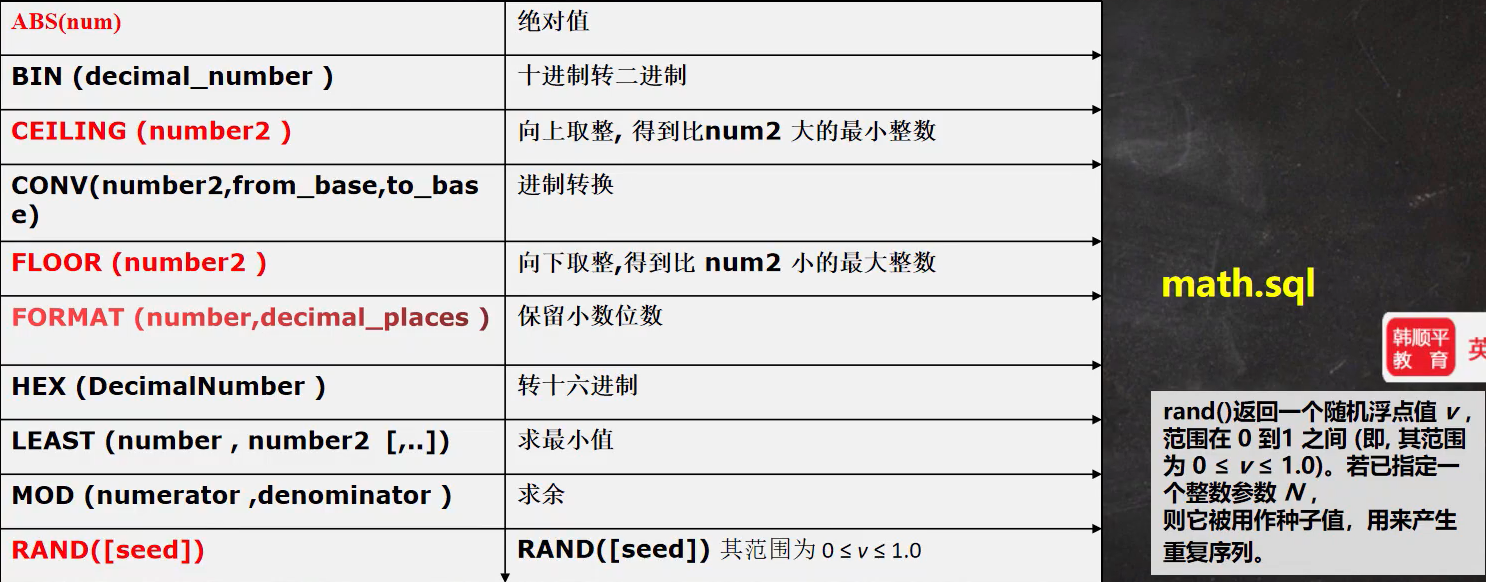 ABS(num)
绝对值
BIN (decimal_number )
十进制转二进制
CEILING (number2 )
向上取整, 得到比num2 大的最小整数
CONV(number2,from_base,to_bas
e)
进制转换
FLOOR (number2 )
向下取整,得到比 num2 小的最大整数
FORMAT (number,decimal_places )
保留小数位数
HEX (DecimalNumber )
转十六进制
LEAST (number , number2 [,..])
求最小值
MOD (numerator ,denominator )
求余
RAND([seed])
RAND([seed]) 其范围为 0 ≤ v ≤ 1.0
math.sql
韩顺平
教 育
英
rand()返回一个随机浮点值 v ,
范围在 0 到1 之间 (即, 其范围
为 0 ≤ v ≤ 1.0)。若已指定一
个整数参数 N ,
则它被用作种子值，用来产生
重复序列。